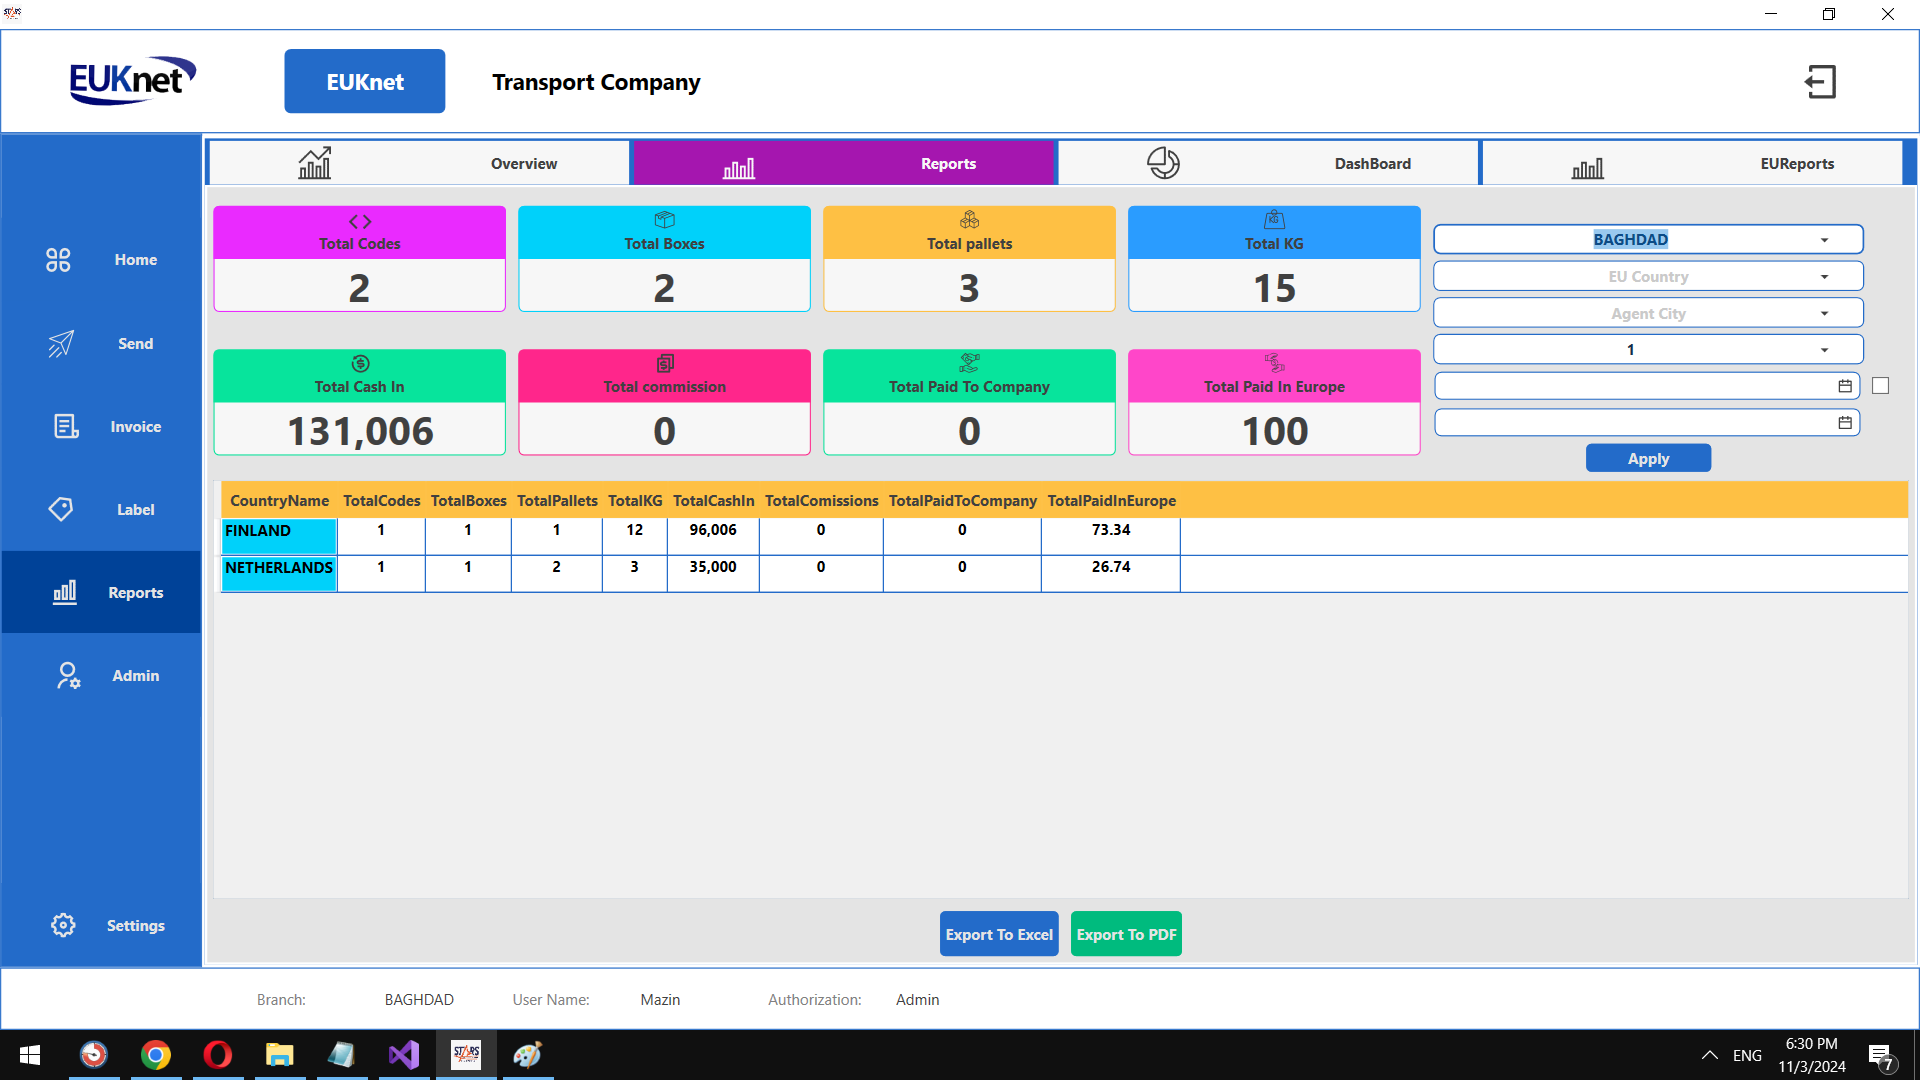 STARS
EUKnet
EUKnet
Transport Company
Overview
Reports
DashBoard
EUReports
Home
Send
Invoice
Label
Reports
Admin
Settings
Total Codes
2
Total Boxes
2
Total pallets
3
KG
Total KG
15
Total Cash In
131,006
Total commission
0
Total Paid To Company
0
Total Paid In Europe
100
BAGHDAD
EU Country
Agent City
1
Apply
CountryName TotalCodes TotalBoxes TotalPallets TotalKG TotalCashIn TotalComissions TotalPaidToCompany TotalPaidInEurope
FINLAND 1 1 1 12 96,006 0 0 73.34
NETHERLANDS 1 1 2 3 35,000 0 0 26.74
Export To Excel
Export To PDF
Branch: BAGHDAD User Name: Mazin Authorization: Admin
STARS
ENG
6:30 PM
11/3/2024
7